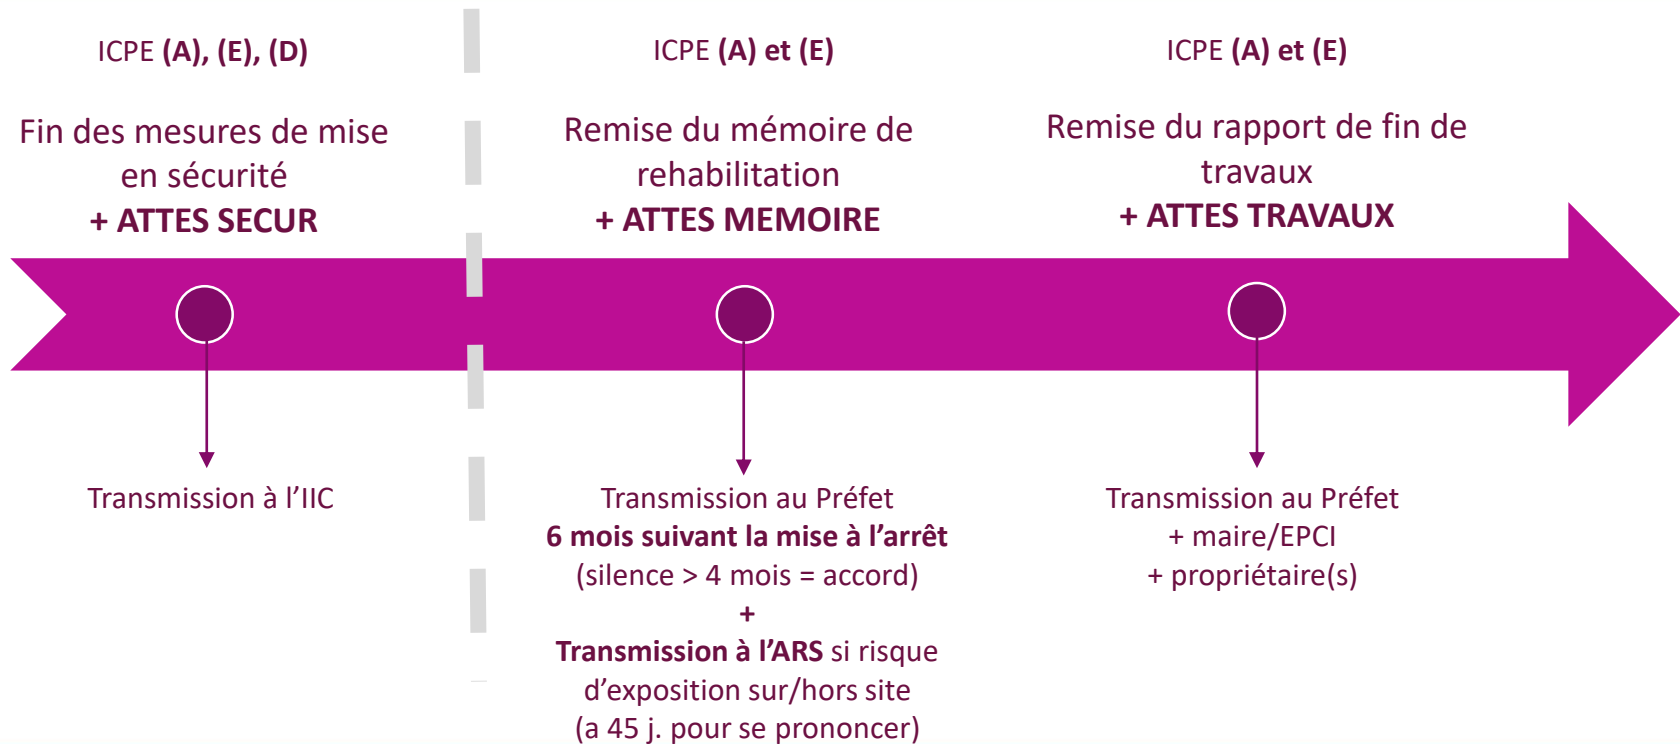 ICPE (A), (E), (D)
Fin des mesures de mise
en sécurité
+ ATTES SECUR
Transmission à l'IIC
ICPE (A) et (E)
Remise du mémoire de
rehabilitation
+ ATTES MEMOIRE
Transmission au Préfet
6 mois suivant la mise à l'arrêt
(silence > 4 mois = accord)
+
Transmission à l'ARS si risque
d'exposition sur/hors site
(a 45 j. pour se prononcer)
ICPE (A) et (E)
Remise du rapport de fin de
travaux
+ ATTES TRAVAUX
Transmission au Préfet
+ maire/EPCI
+ propriétaire(s)